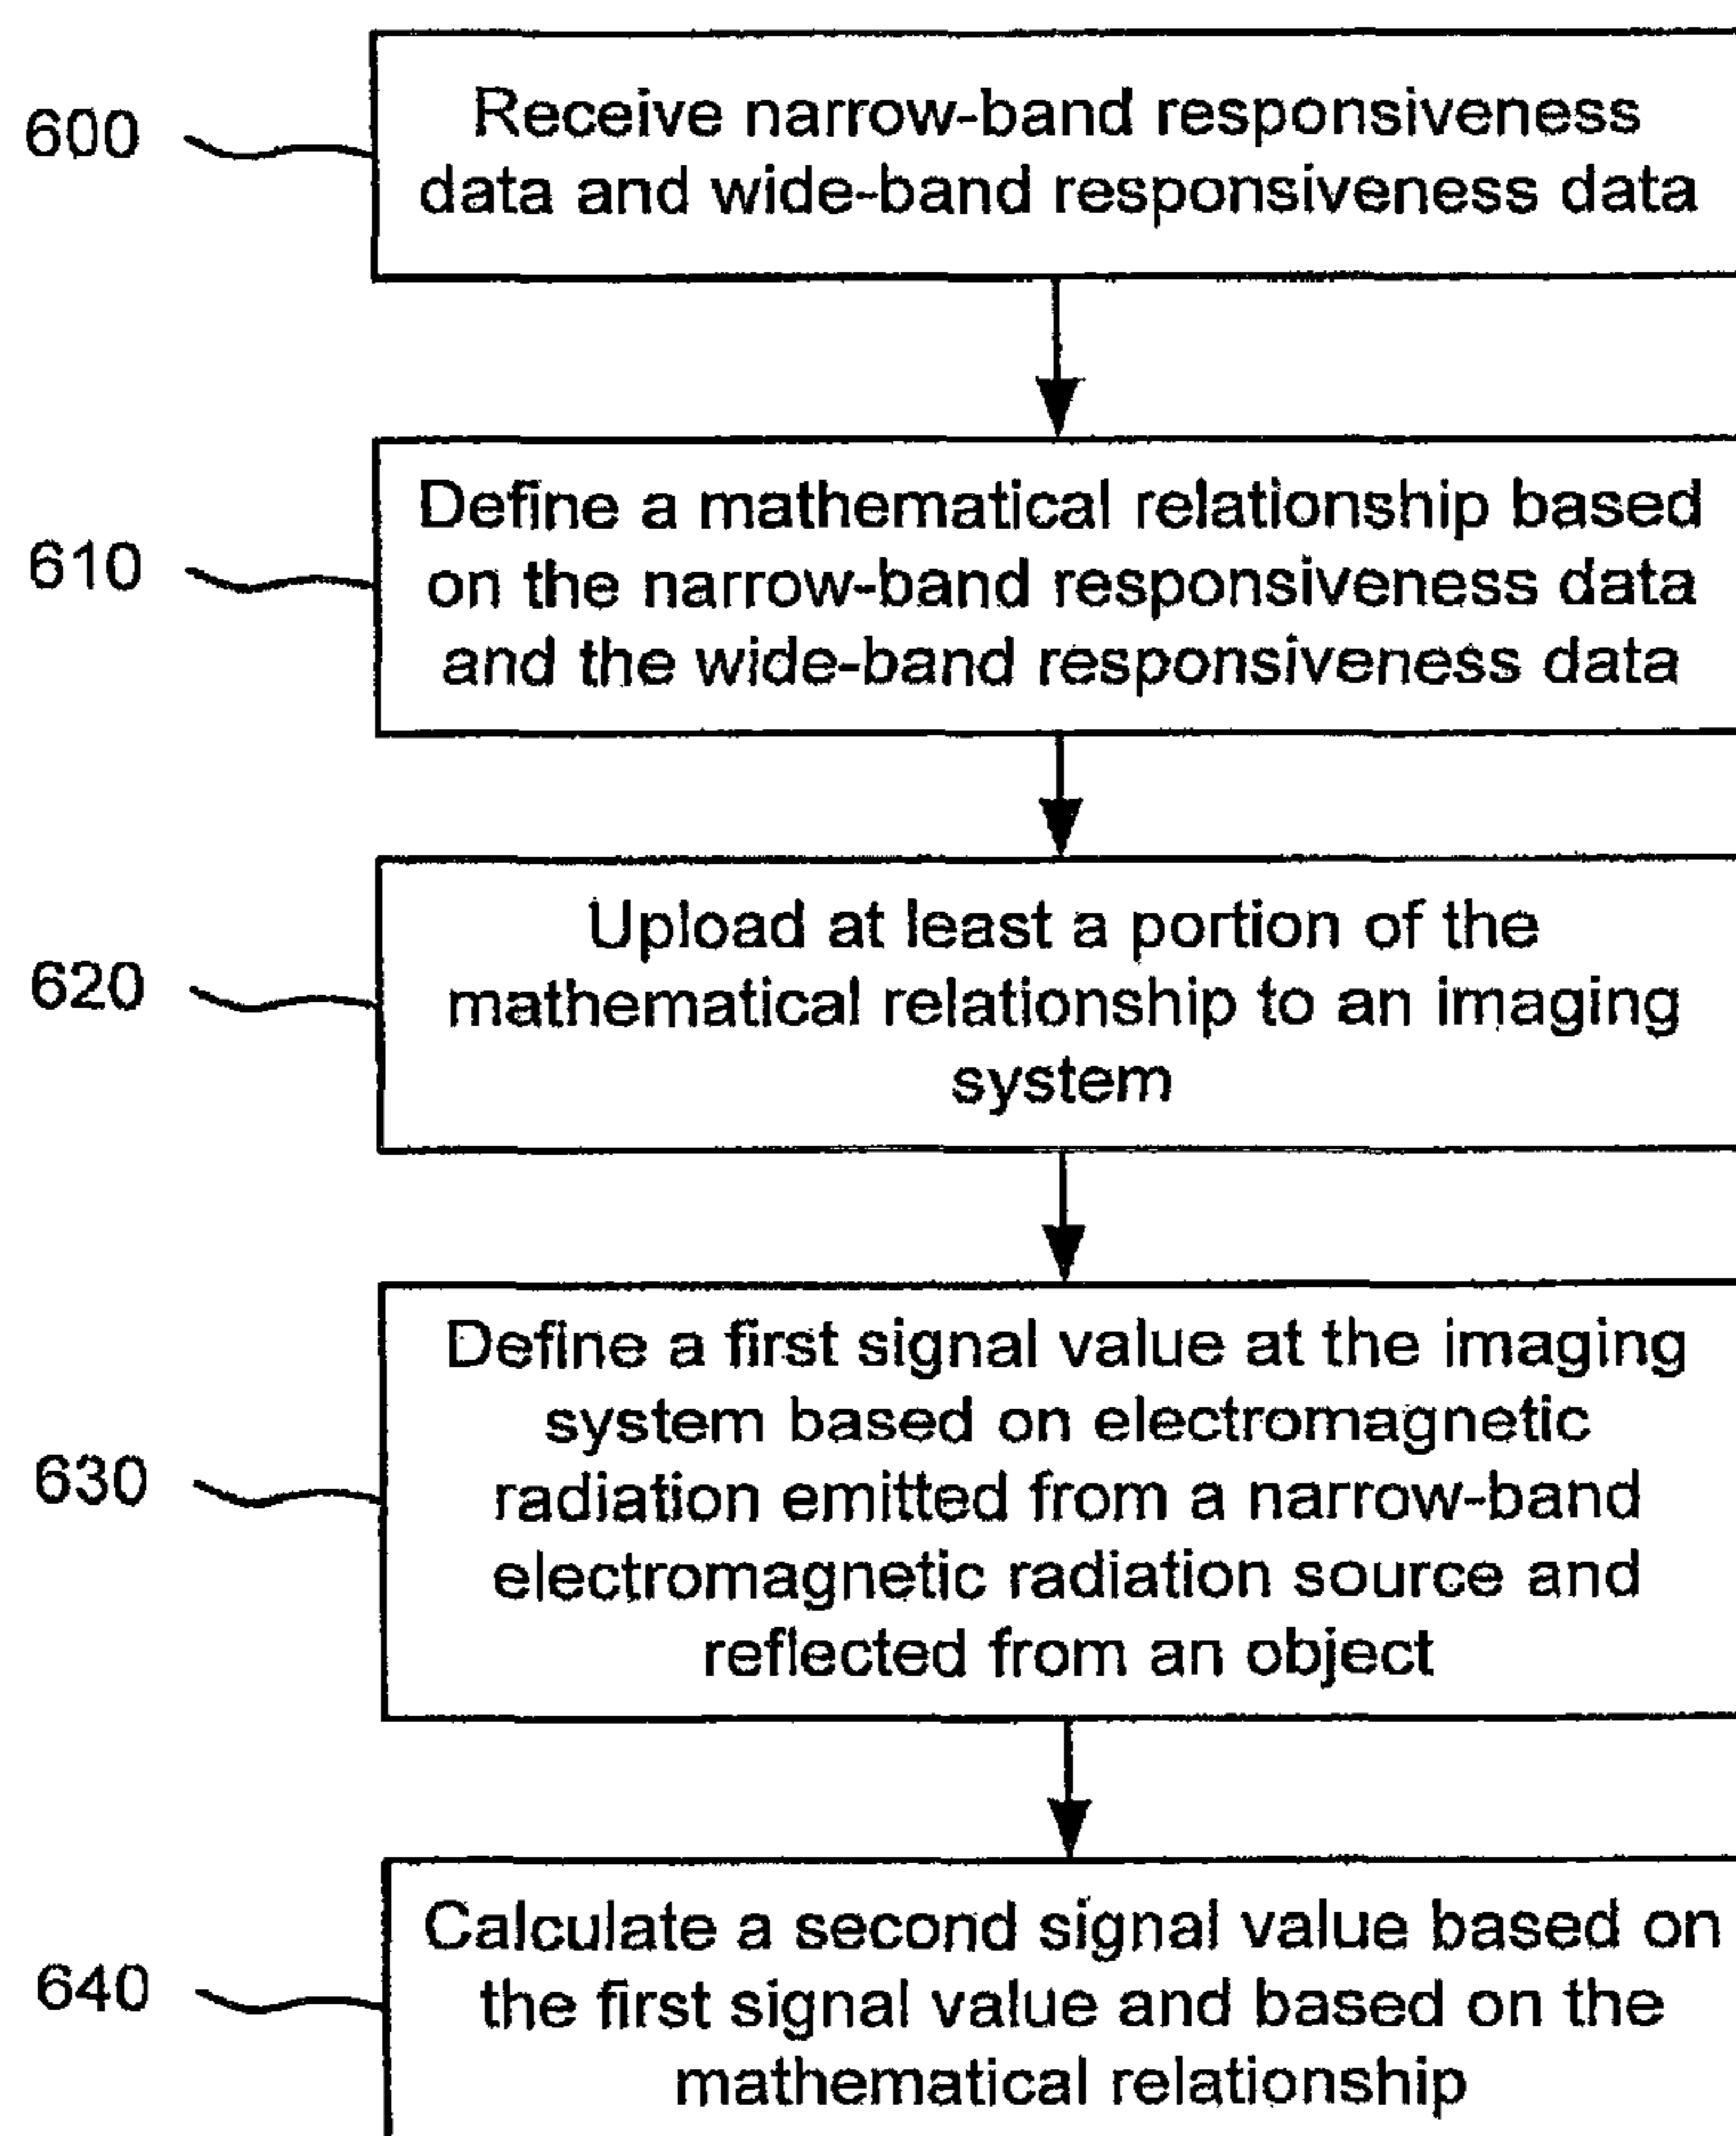 600
Receive narrow-band responsiveness
data and wide-band responsiveness data
610
Define a mathematical relationship based
on the narrow-band responsiveness data
and the wide-band responsiveness data
620
Upload at least a portion of the
mathematical relationship to an imaging
system
630
Define a first signal value at the imaging
system based on electromagnetic
radiation emitted from a narrow-band
electromagnetic radiation source and
reflected from an object
640
Calculate a second signal value based on
the first signal value and based on the
mathematical relationship